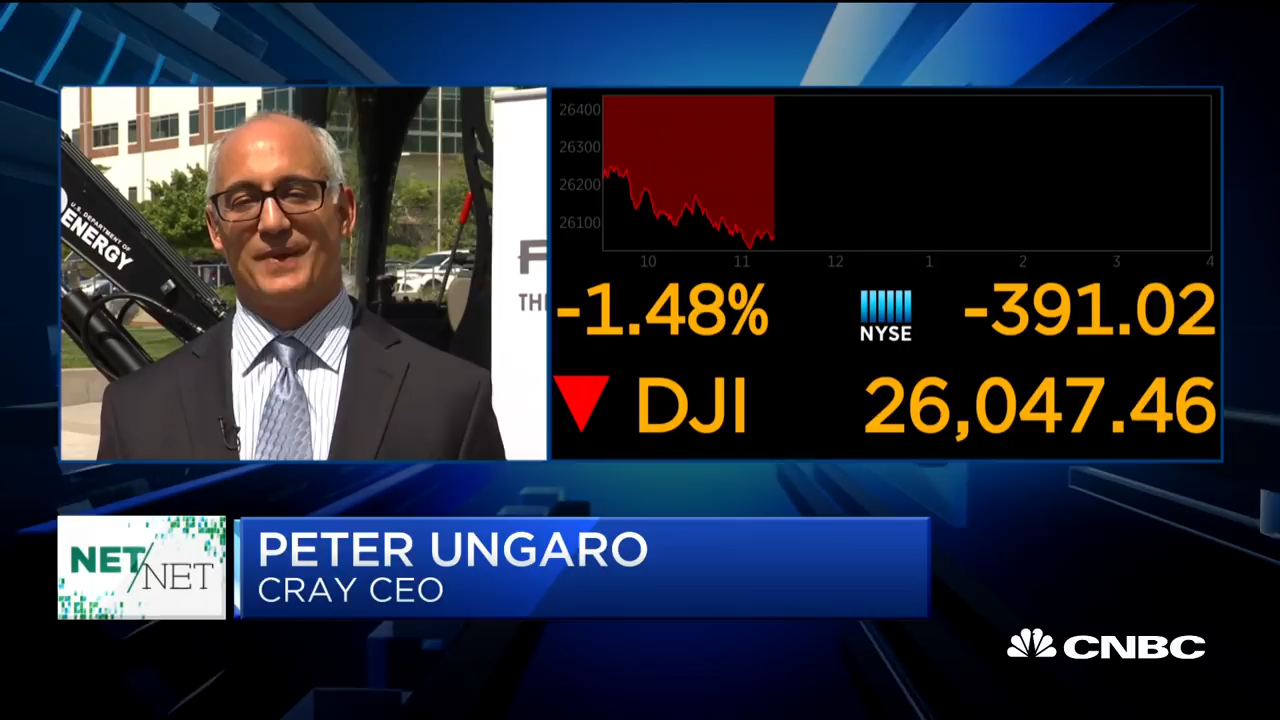 U.S. DEPARTMENT OF
ENERGY
THE
26400
26300
26200
26100
10 11 12 1 2 3 4
-1.48%
NYSE
-391.02
DJI
26,047.46
NET/NET
PETER UNGARO
CRAY CEO
CNBC